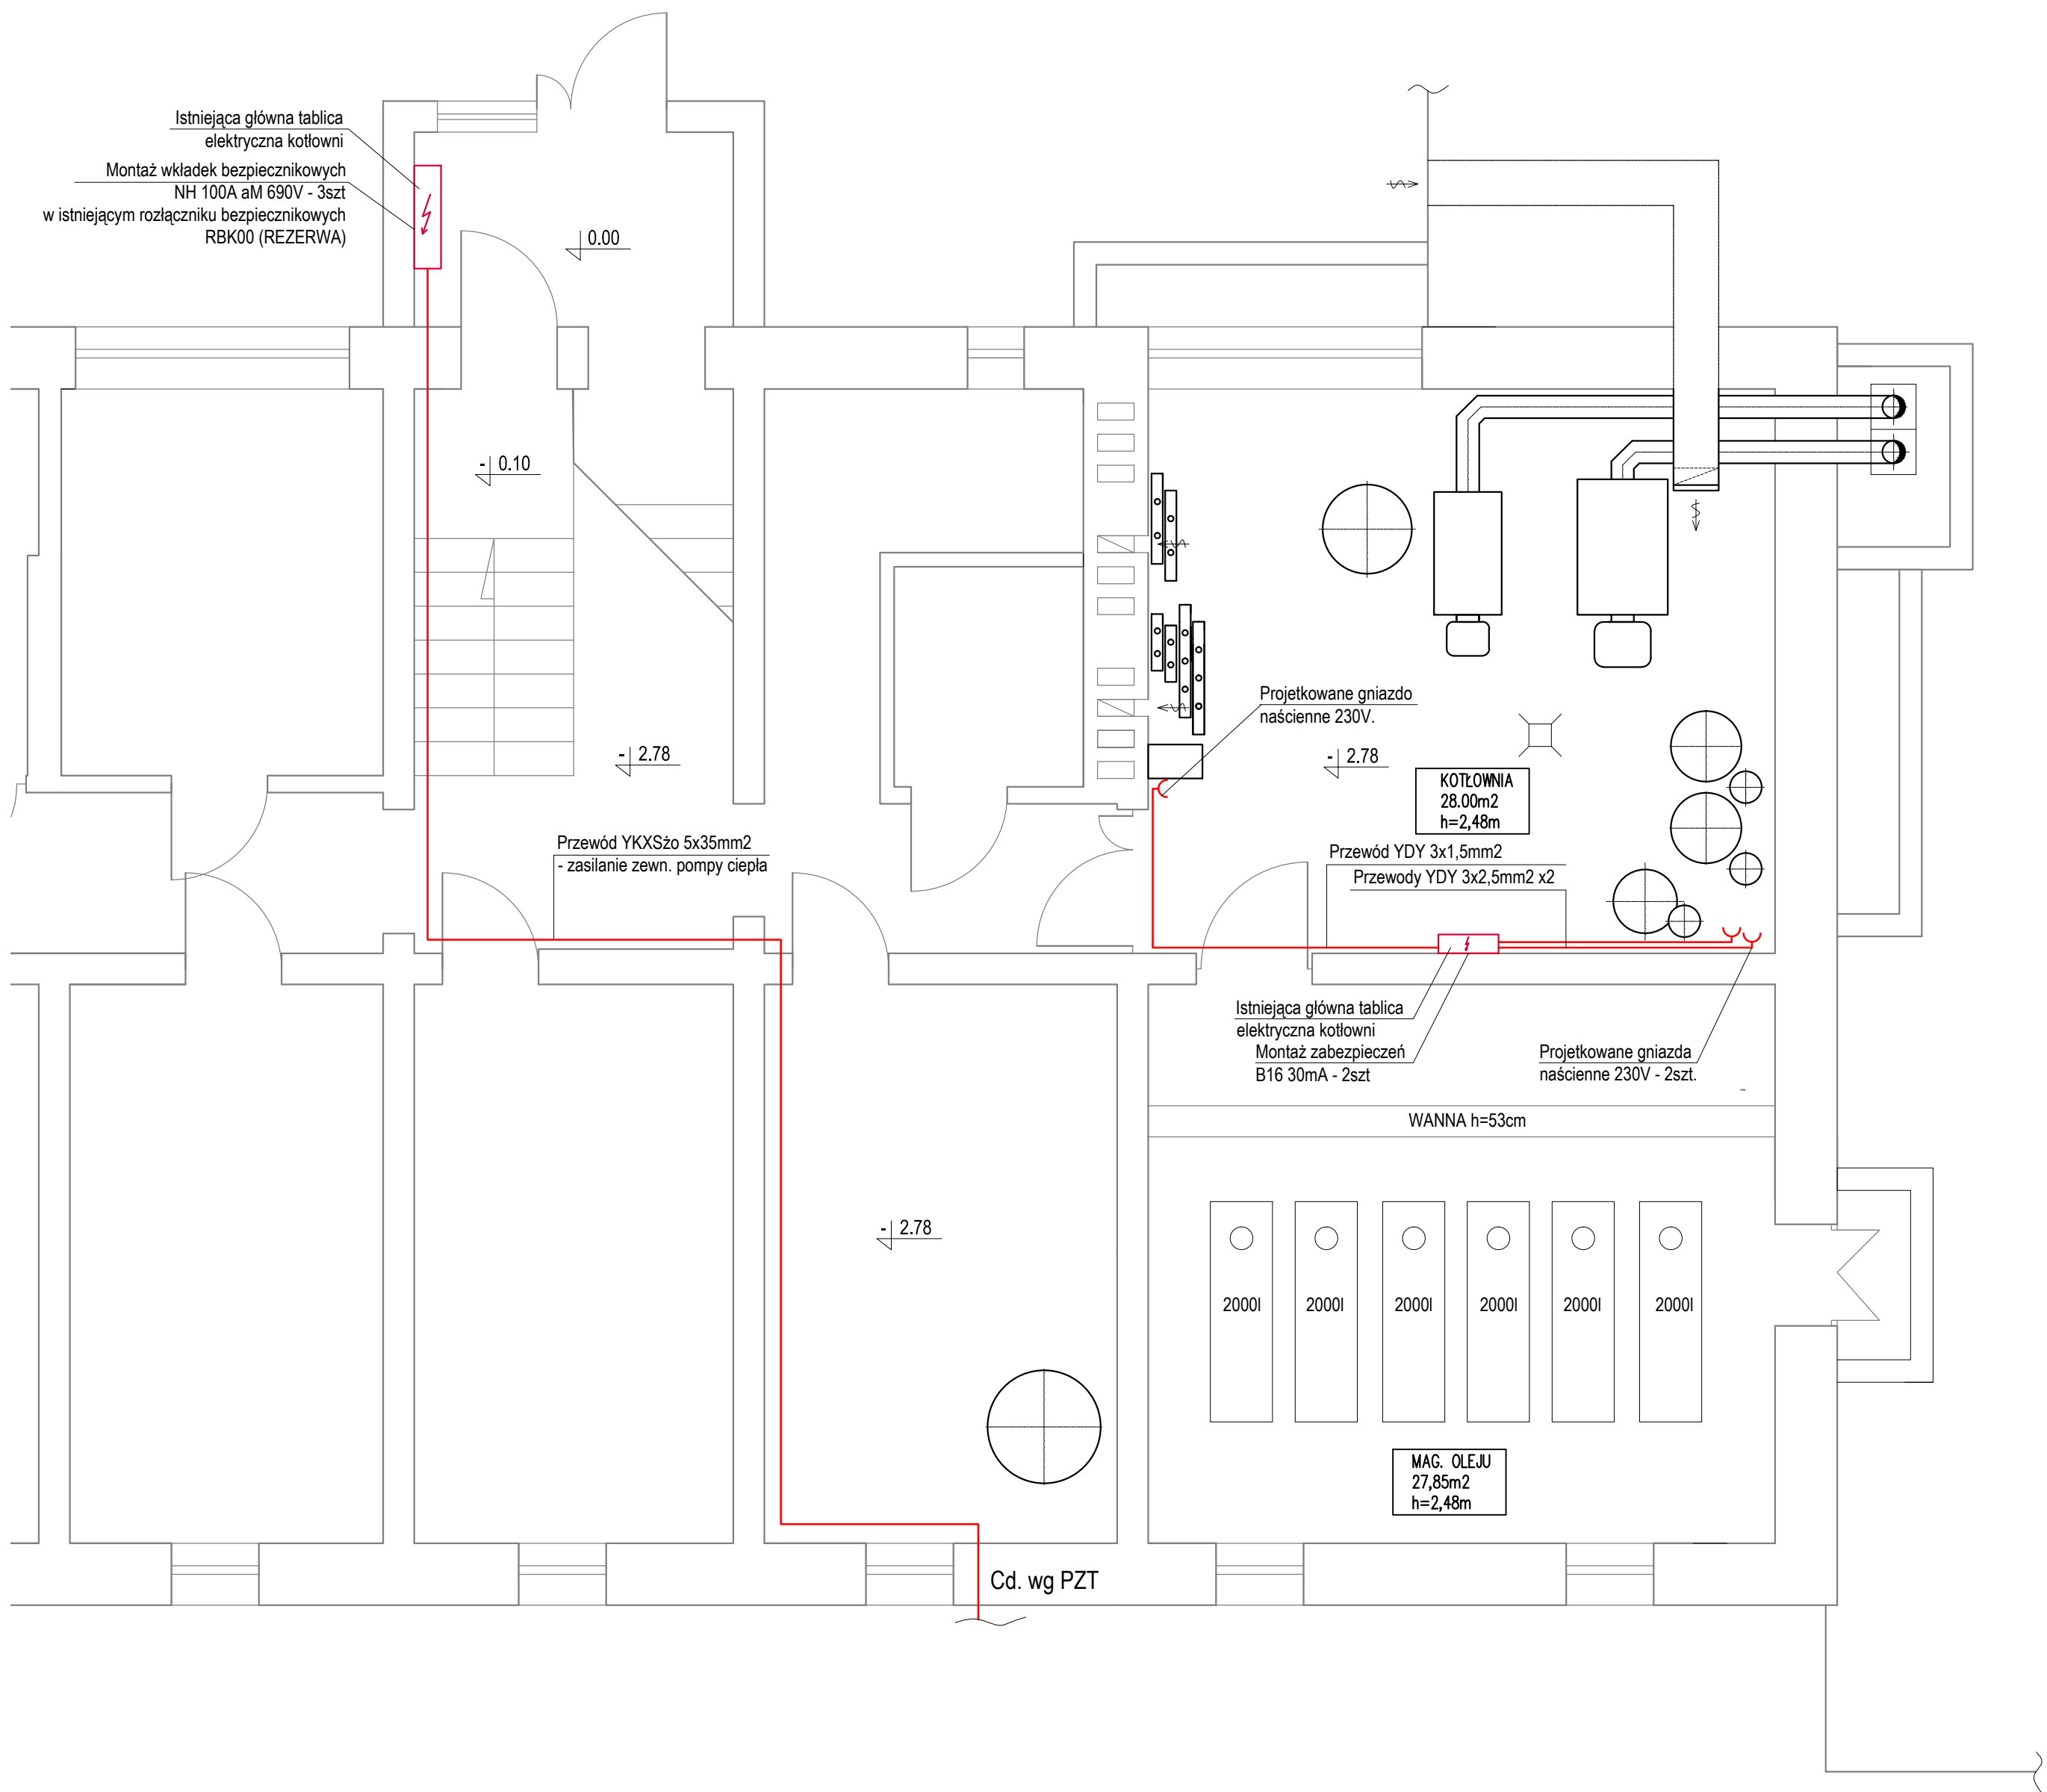 Istniejąca główna tablica
elektryczna kotłowni
Montaż wkładek bezpiecznikowych
NH 100A aM 690V - 3szt
w istniejącym rozłączniku bezpiecznikowych
RBK00 (REZERWA)
0.00
- 0.10
- 2.78
Projetkowane gniazdo
naścienne 230V.
- 2.78
KOTŁOWNIA
28.00m2
h=2,48m
Przewód YKXSżo 5x35mm2
- zasilanie zewn. pompy ciepła
Przewód YDY 3x1,5mm2
Przewody YDY 3x2,5mm2 x2
Istniejąca główna tablica
elektryczna kotłowni
Montaż zabezpieczeń
B16 30mA - 2szt
Projetkowane gniazda
naścienne 230V - 2szt.
-
WANNA h=53cm
- 2.78
2000l
2000l
2000l
2000l
2000l
2000l
MAG. OLEJU
27,85m2
h=2,48m
Cd. wg PZT